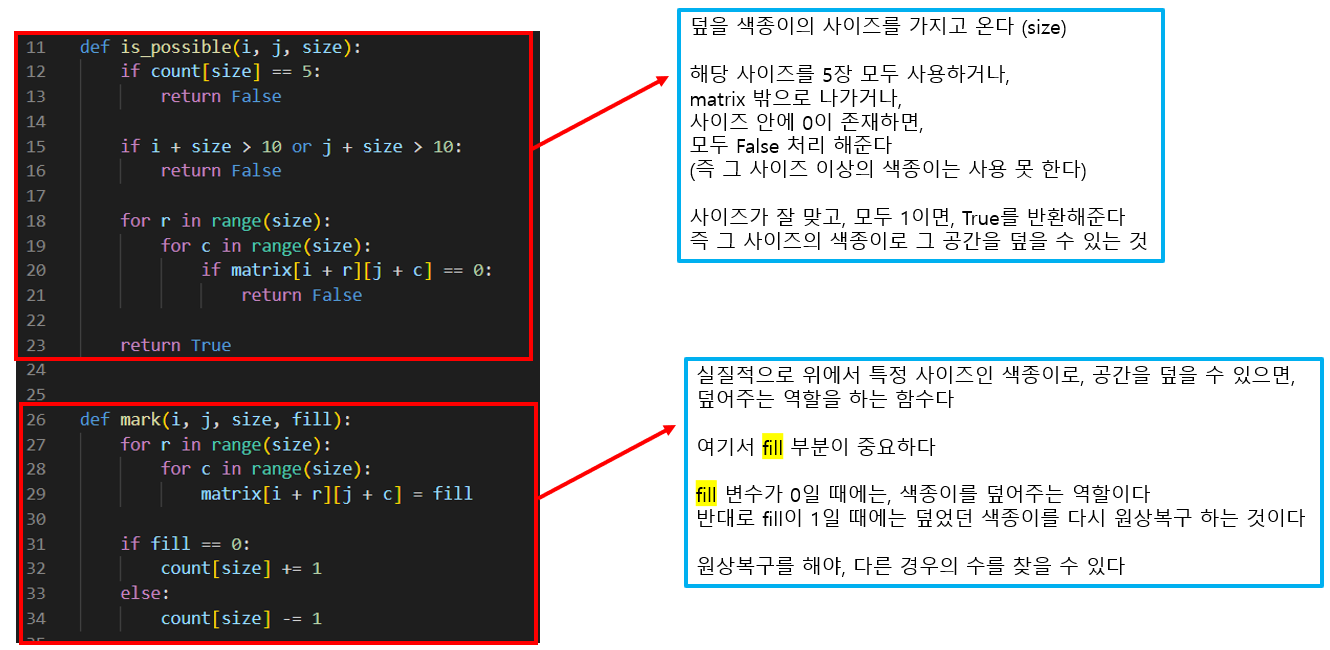 11 def is_possible(i, j, size):
12 if count[size] == 5:
13 return False
14
15 if i + size > 10 or j + size > 10:
16 return False
17
18 for r in range(size):
19 for c in range(size):
20 if matrix[i + r][j + c] == 0:
21 return False
22
23 return True
24
25
26 def mark(i, j, size, fill):
27 for r in range(size):
28 for c in range(size):
29 matrix[i + r][j + c] = fill
30
31 if fill == 0:
32 count[size] += 1
33 else:
34 count[size] -= 1
덮을 색종이의 사이즈를 가지고 온다 (size)
해당 사이즈를 5장 모두 사용하거나,
matrix 밖으로 나가거나,
사이즈 안에 0이 존재하면,
모두 False 처리 해준다
(즉 그 사이즈 이상의 색종이는 사용 못 한다)
사이즈가 잘 맞고, 모두 1이면, True를 반환해준다
즉 그 사이즈의 색종이로 그 공간을 덮을 수 있는 것
실질적으로 위에서 특정 사이즈인 색종이로, 공간을 덮을 수 있으면,
덮어주는 역할을 하는 함수다
여기서 fill 부분이 중요하다
fill 변수가 0일 때에는, 색종이를 덮어주는 역할이다
반대로 fill이 1일 때에는 덮었던 색종이를 다시 원상복구 하는 것이다
원상복구를 해야, 다른 경우의 수를 찾을 수 있다